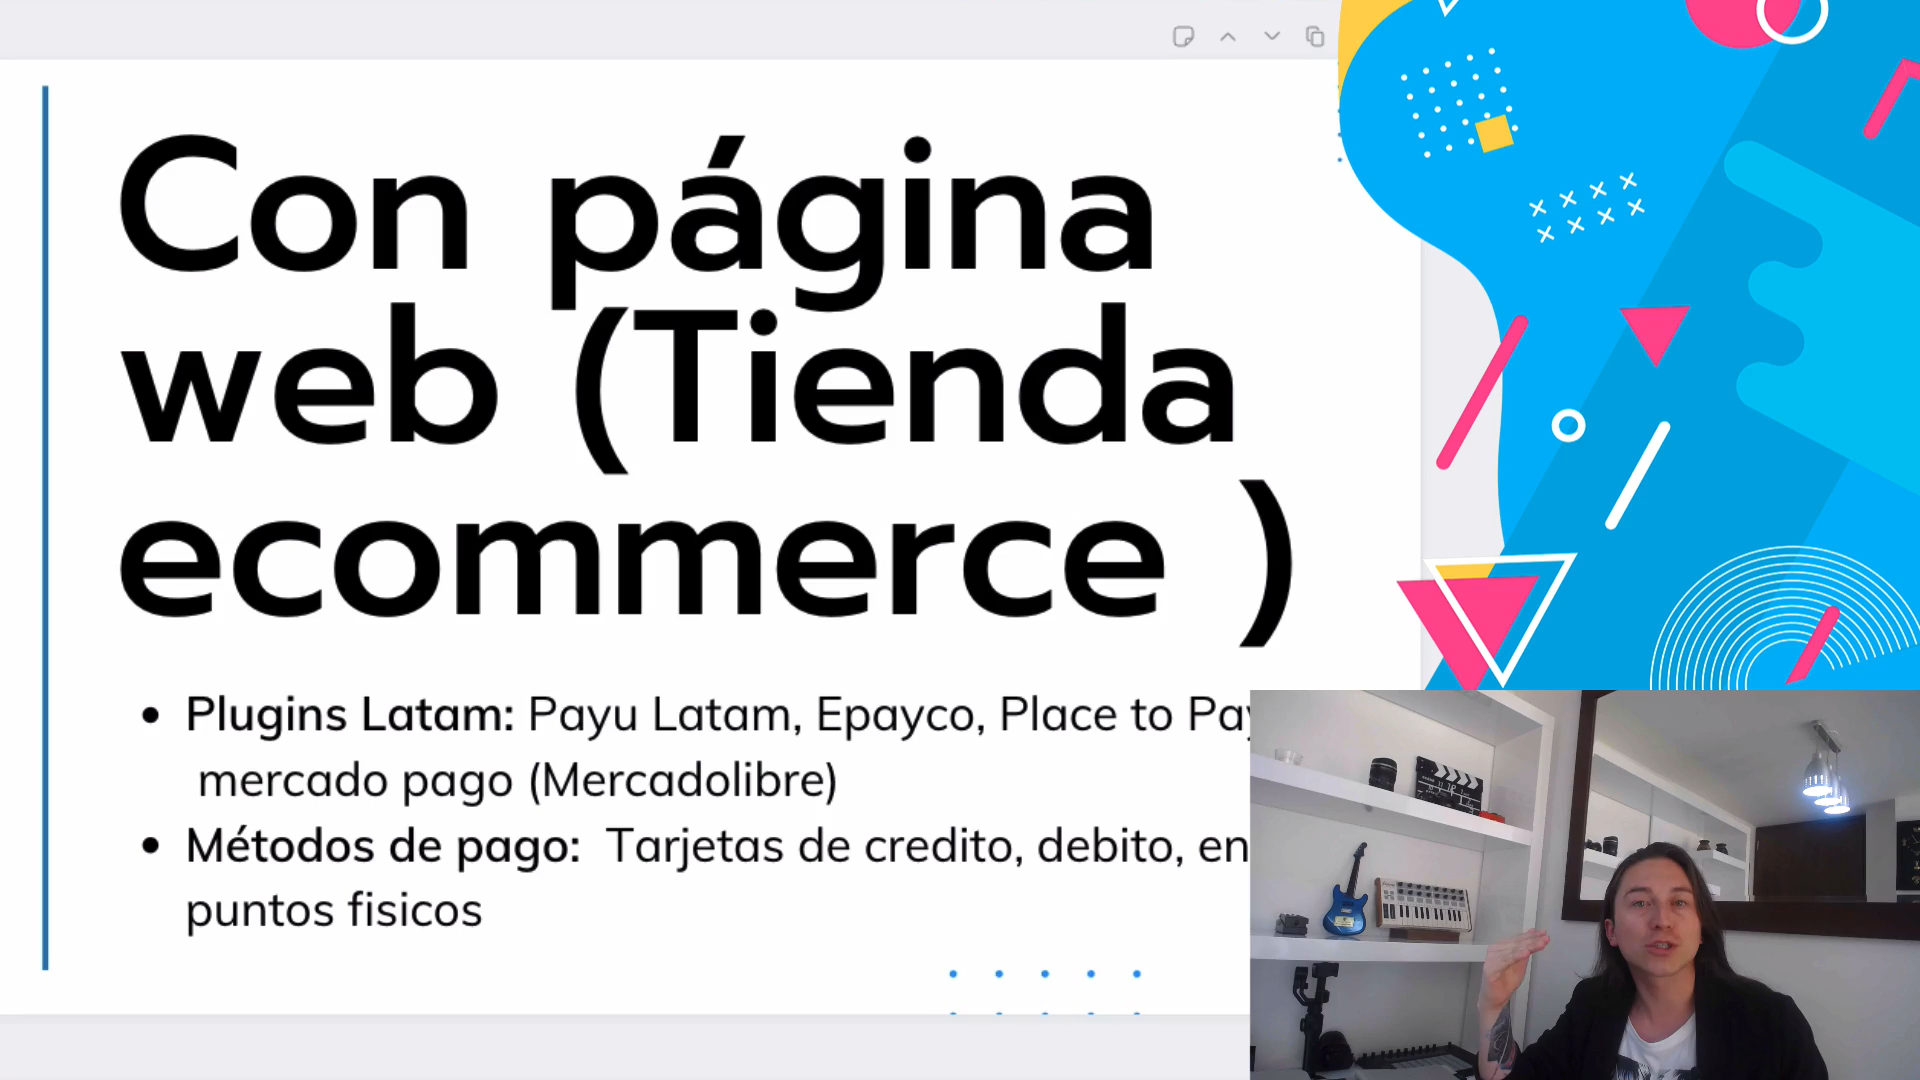 Con página
web (Tienda
ecommerce )
• Plugins Latam: Payu Latam, Epayco, Place to Pay
mercado pago (Mercadolibre)
• Métodos de pago: Tarjetas de credito, debito, en
puntos fisicos